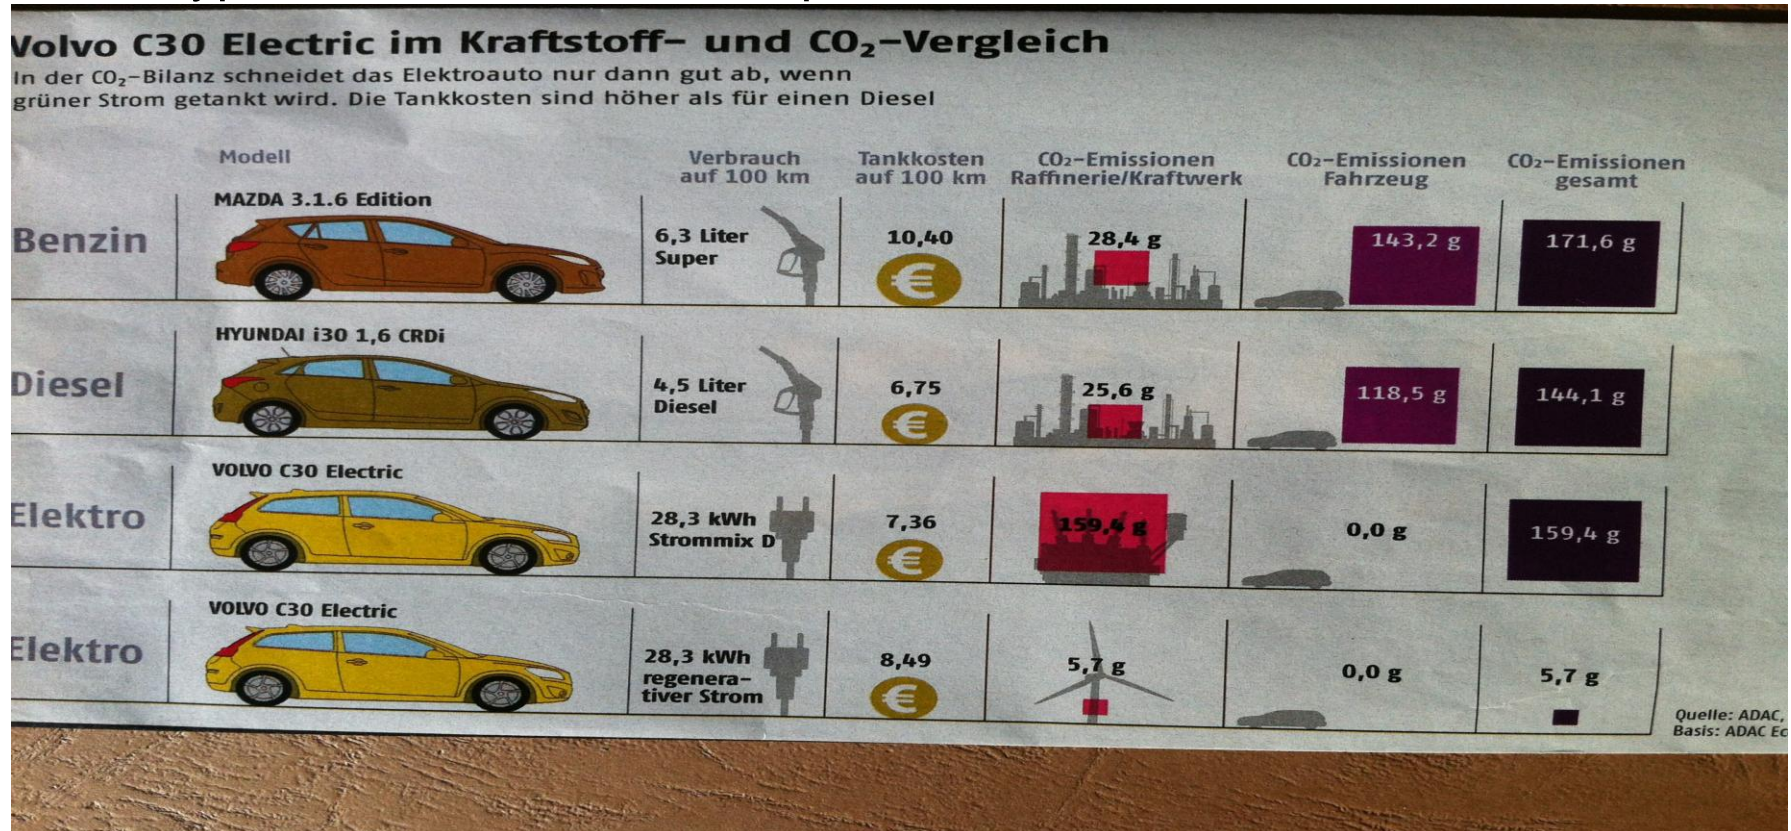 Volvo C30 Electric im Kraftstoff- und CO₂-Vergleich
In der CO₂-Bilanz schneidet das Elektroauto nur dann gut ab, wenn
grüner Strom getankt wird. Die Tankkosten sind höher als für einen Diesel
Modell
Verbrauch
auf 100 km
Tankkosten
auf 100 km
CO₂-Emissionen
Raffinerie/Kraftwerk
CO₂-Emissionen
Fahrzeug
CO₂-Emissionen
gesamt
Benzin
MAZDA 3.1.6 Edition
6,3 Liter
Super
10,40
€
28,4 g
143,2 g
171,6 g
Diesel
HYUNDAI i30 1,6 CRDi
4,5 Liter
Diesel
6,75
€
25,6 g
118,5 g
144,1 g
Elektro
VOLVO C30 Electric
28,3 kWh
Strommix D
7,36
€
159,4 g
0,0 g
159,4 g
Elektro
VOLVO C30 Electric
28,3 kWh
regenera-
tiver Strom
8,49
€
5,7 g
0,0 g
5,7 g
Quelle: ADAC,
Basis: ADAC Ec